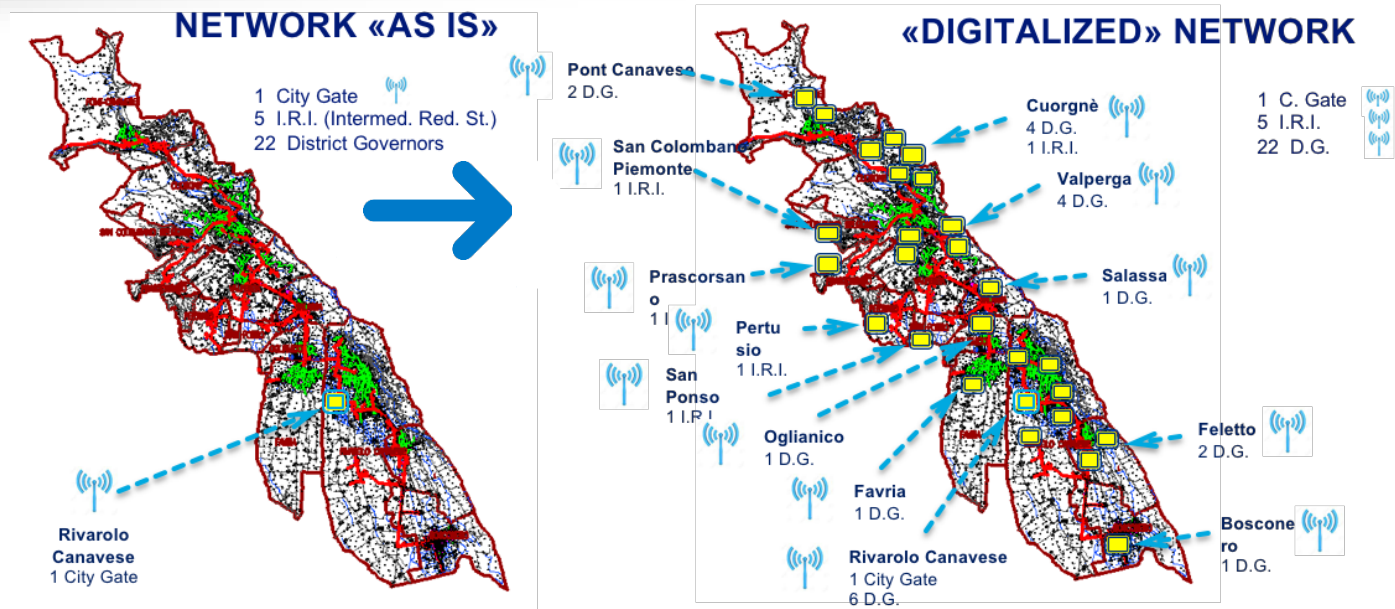 NETWORK «AS IS»
1 City Gate
5 I.R.I. (Intermed. Red. St.)
22 District Governors
Rivarolo
Canavese
1 City Gate
«DIGITALIZED» NETWORK
1 C. Gate
5 I.R.I.
22 D.G.
Pont Canavese
2 D.G.
San Colombano
Piemonte
1 I.R.I.
Prascorsan
o
1 I
Pertu
sio
1 I.R.I.
San
Ponso
1 I.R.I
Oglianico
1 D.G.
Favria
1 D.G.
Rivarolo Canavese
1 City Gate
6 D.G.
Cuorgnè
4 D.G.
1 I.R.I.
Valperga
4 D.G.
Salassa
1 D.G.
Feletto
2 D.G.
Boscone
ro
1 D.G.